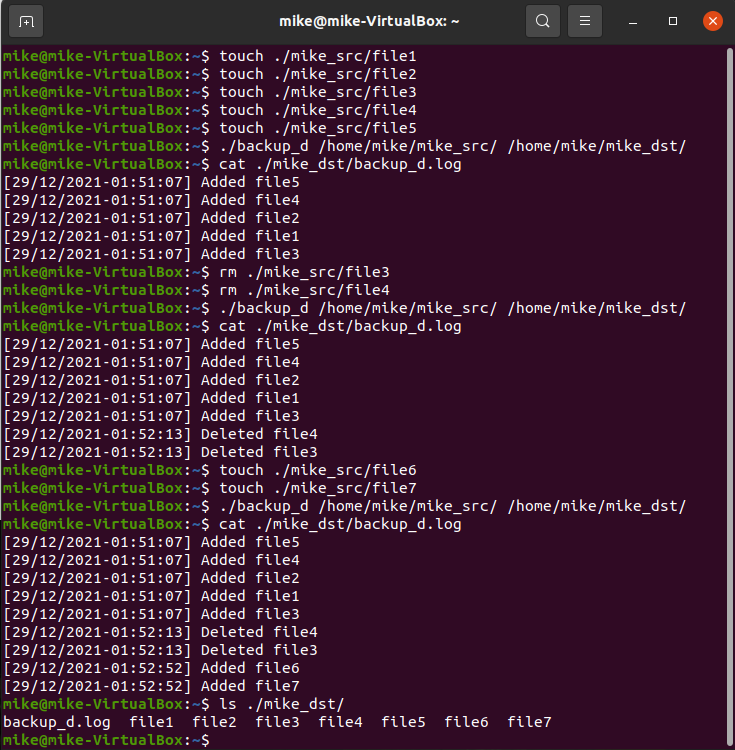 mike@mike-VirtualBox: ~
mike@mike-VirtualBox:~$ touch ./mike_src/file1
mike@mike-VirtualBox:~$ touch ./mike_src/file2
mike@mike-VirtualBox:~$ touch ./mike_src/file3
mike@mike-VirtualBox:~$ touch ./mike_src/file4
mike@mike-VirtualBox:~$ touch ./mike_src/file5
mike@mike-VirtualBox:~$ ./backup_d /home/mike/mike_src/ /home/mike/mike_dst/
mike@mike-VirtualBox:~$ cat ./mike_dst/backup_d.log
[29/12/2021-01:51:07] Added file5
[29/12/2021-01:51:07] Added file4
[29/12/2021-01:51:07] Added file2
[29/12/2021-01:51:07] Added file1
[29/12/2021-01:51:07] Added file3
mike@mike-VirtualBox:~$ rm ./mike_src/file3
mike@mike-VirtualBox:~$ rm ./mike_src/file4
mike@mike-VirtualBox:~$ ./backup_d /home/mike/mike_src/ /home/mike/mike_dst/
mike@mike-VirtualBox:~$ cat ./mike_dst/backup_d.log
[29/12/2021-01:51:07] Added file5
[29/12/2021-01:51:07] Added file4
[29/12/2021-01:51:07] Added file2
[29/12/2021-01:51:07] Added file1
[29/12/2021-01:51:07] Added file3
[29/12/2021-01:52:13] Deleted file4
[29/12/2021-01:52:13] Deleted file3
mike@mike-VirtualBox:~$ touch ./mike_src/file6
mike@mike-VirtualBox:~$ touch ./mike_src/file7
mike@mike-VirtualBox:~$ ./backup_d /home/mike/mike_src/ /home/mike/mike_dst/
mike@mike-VirtualBox:~$ cat ./mike_dst/backup_d.log
[29/12/2021-01:51:07] Added file5
[29/12/2021-01:51:07] Added file4
[29/12/2021-01:51:07] Added file2
[29/12/2021-01:51:07] Added file1
[29/12/2021-01:51:07] Added file3
[29/12/2021-01:52:13] Deleted file4
[29/12/2021-01:52:13] Deleted file3
[29/12/2021-01:52:52] Added file6
[29/12/2021-01:52:52] Added file7
mike@mike-VirtualBox:~$ ls ./mike_dst/
backup_d.log  file1  file2  file3  file4  file5  file6  file7
mike@mike-VirtualBox:~$